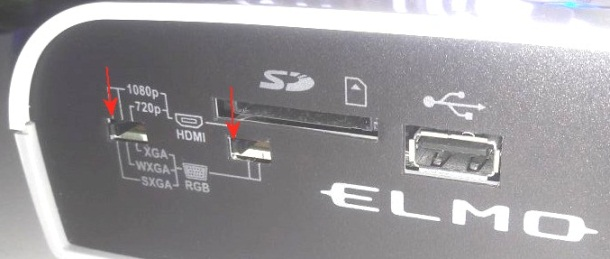 SD
1080p
720p
HDMI
XGA
WXGA
SXGA
RGB
ELMO